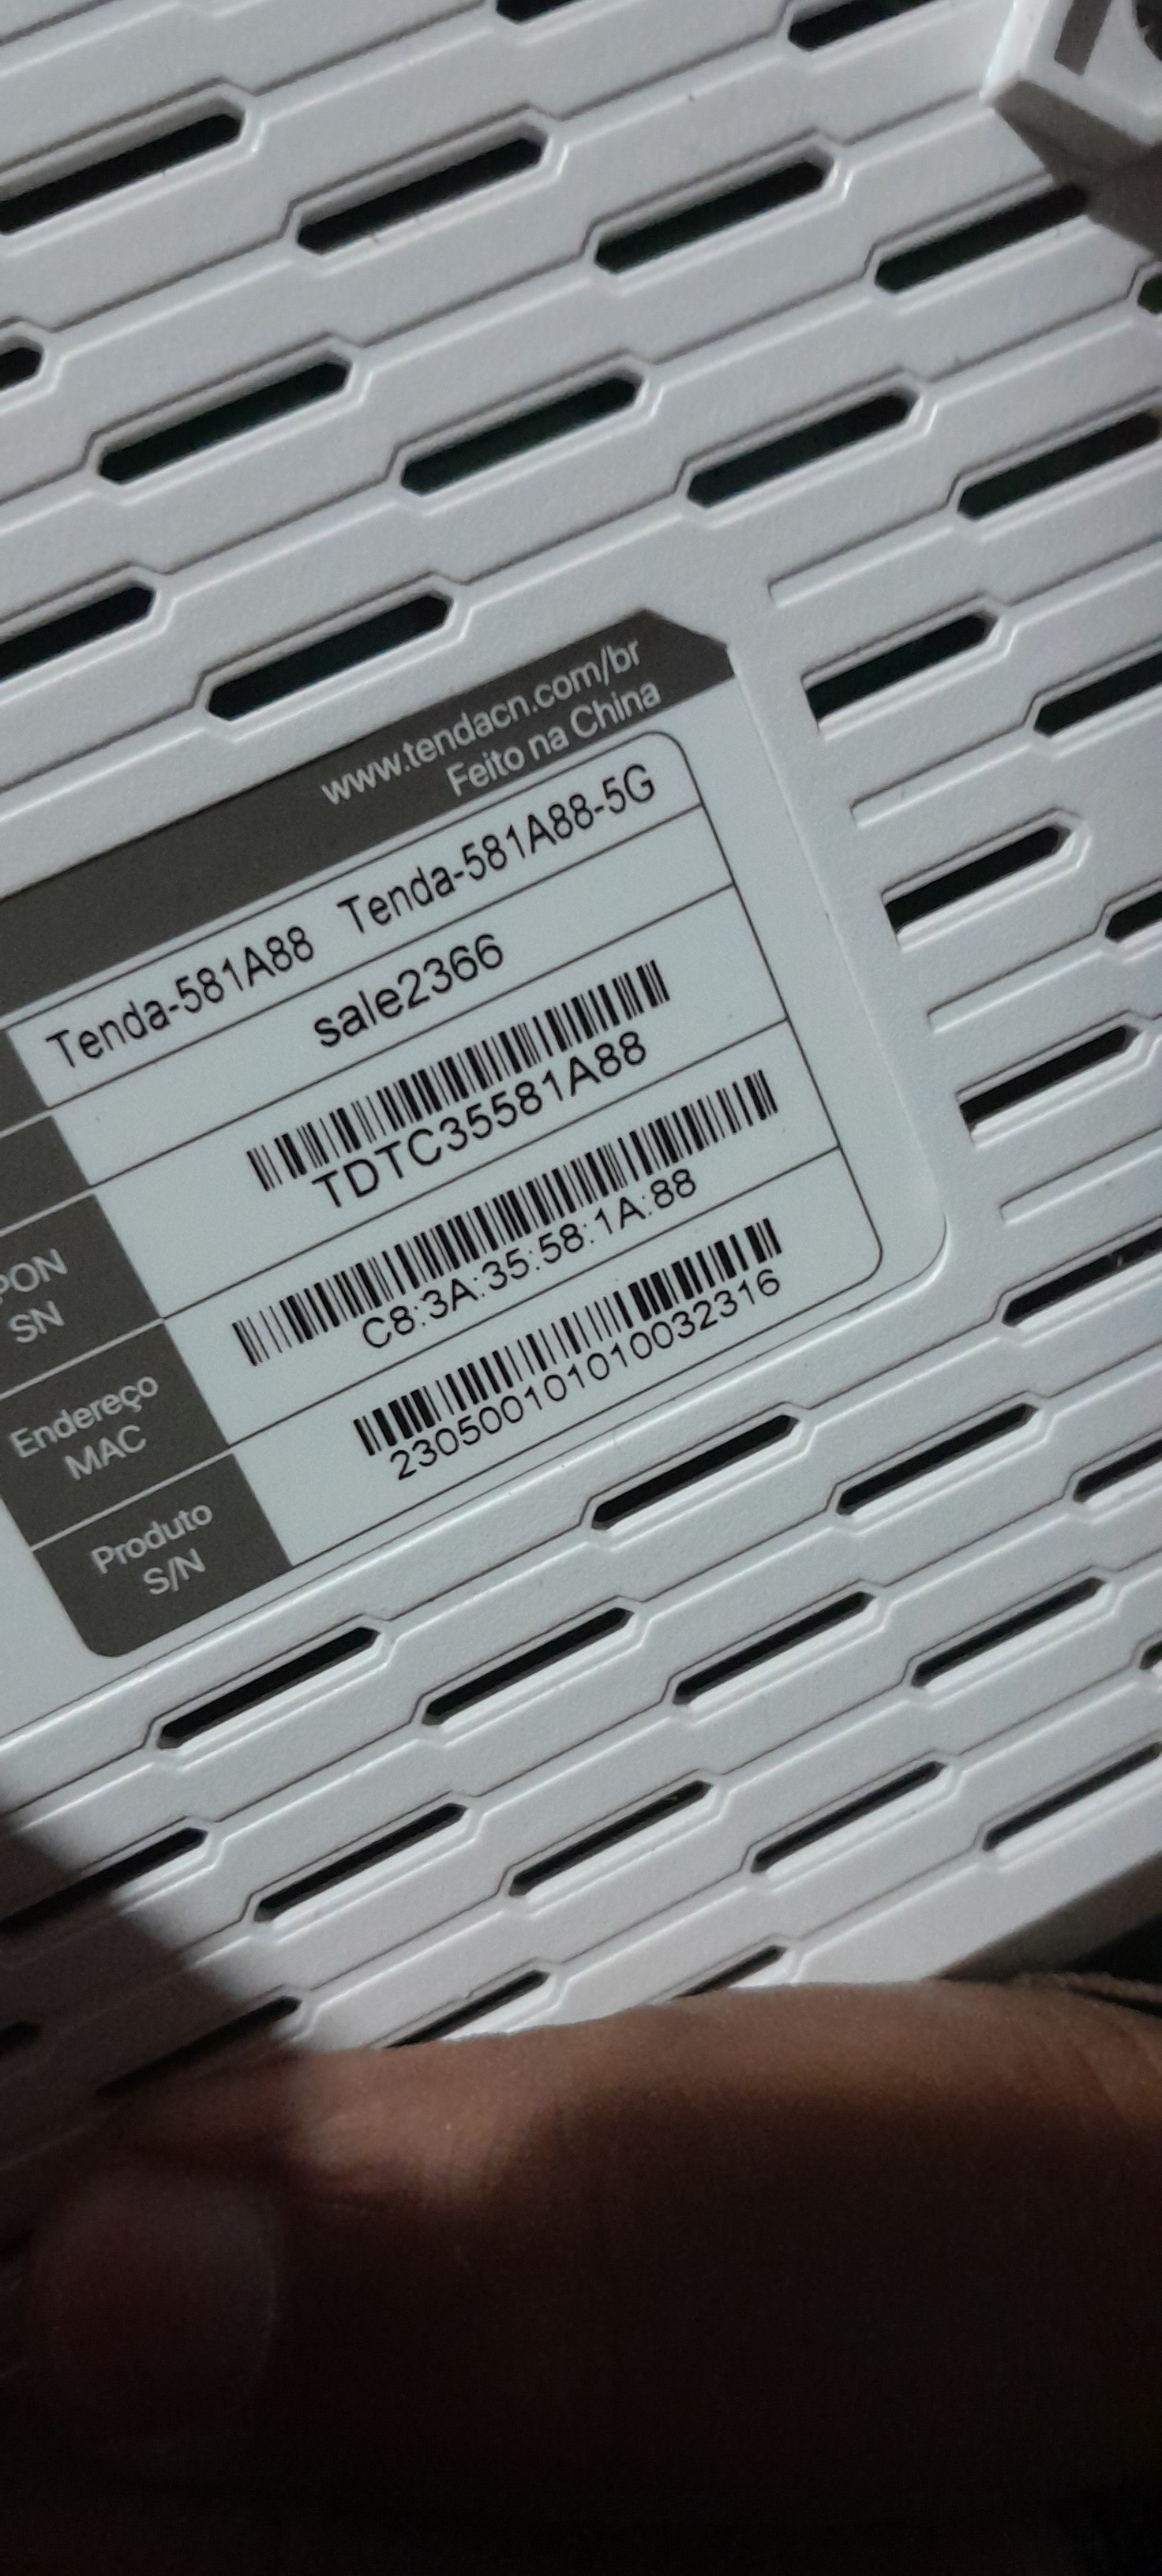 www.tendacn.com/br
Feito na China
Tenda-581A88 Tenda-581A88-5G
sale2366
PON
SN
TDTC35581A88
Endereço
MAC
C8:3A:35:58:1A:88
Produto
S/N
230500101010032316